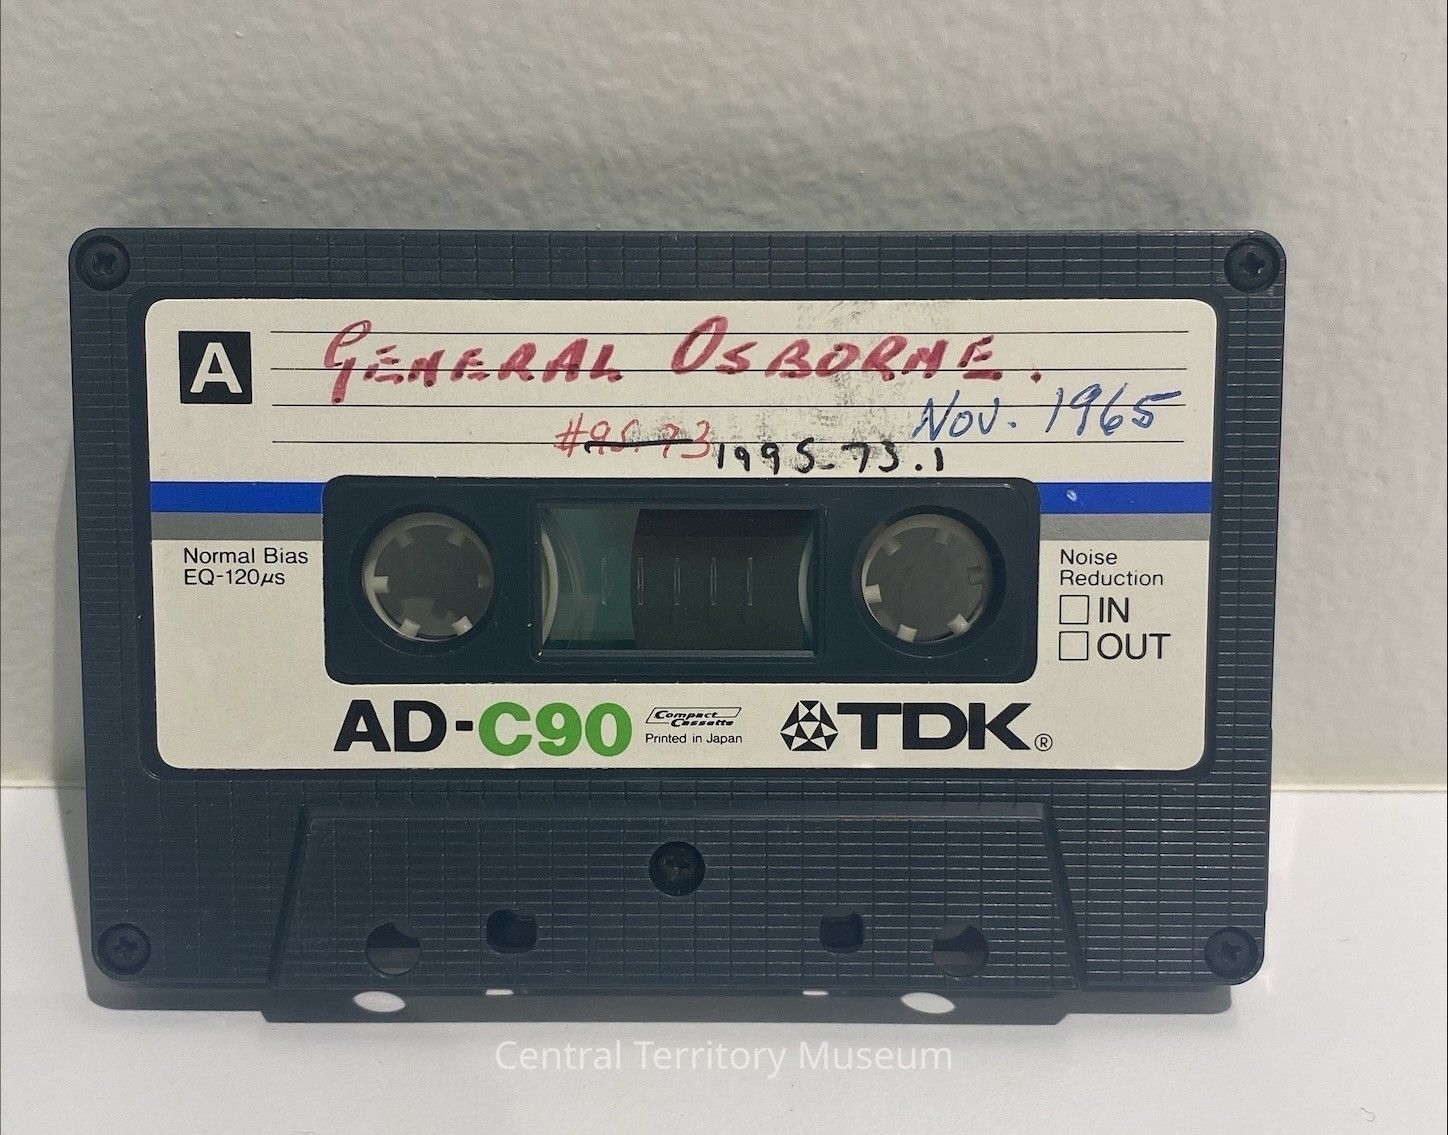 A
GENERAL OSBORNE.
Nov. 1965
#95-73 1995-73.1
Normal Bias
EQ-120µs
Noise
Reduction
IN
OUT
AD-C90
Compact
Cassette
Printed in Japan
TDK®
Central Territory Museum